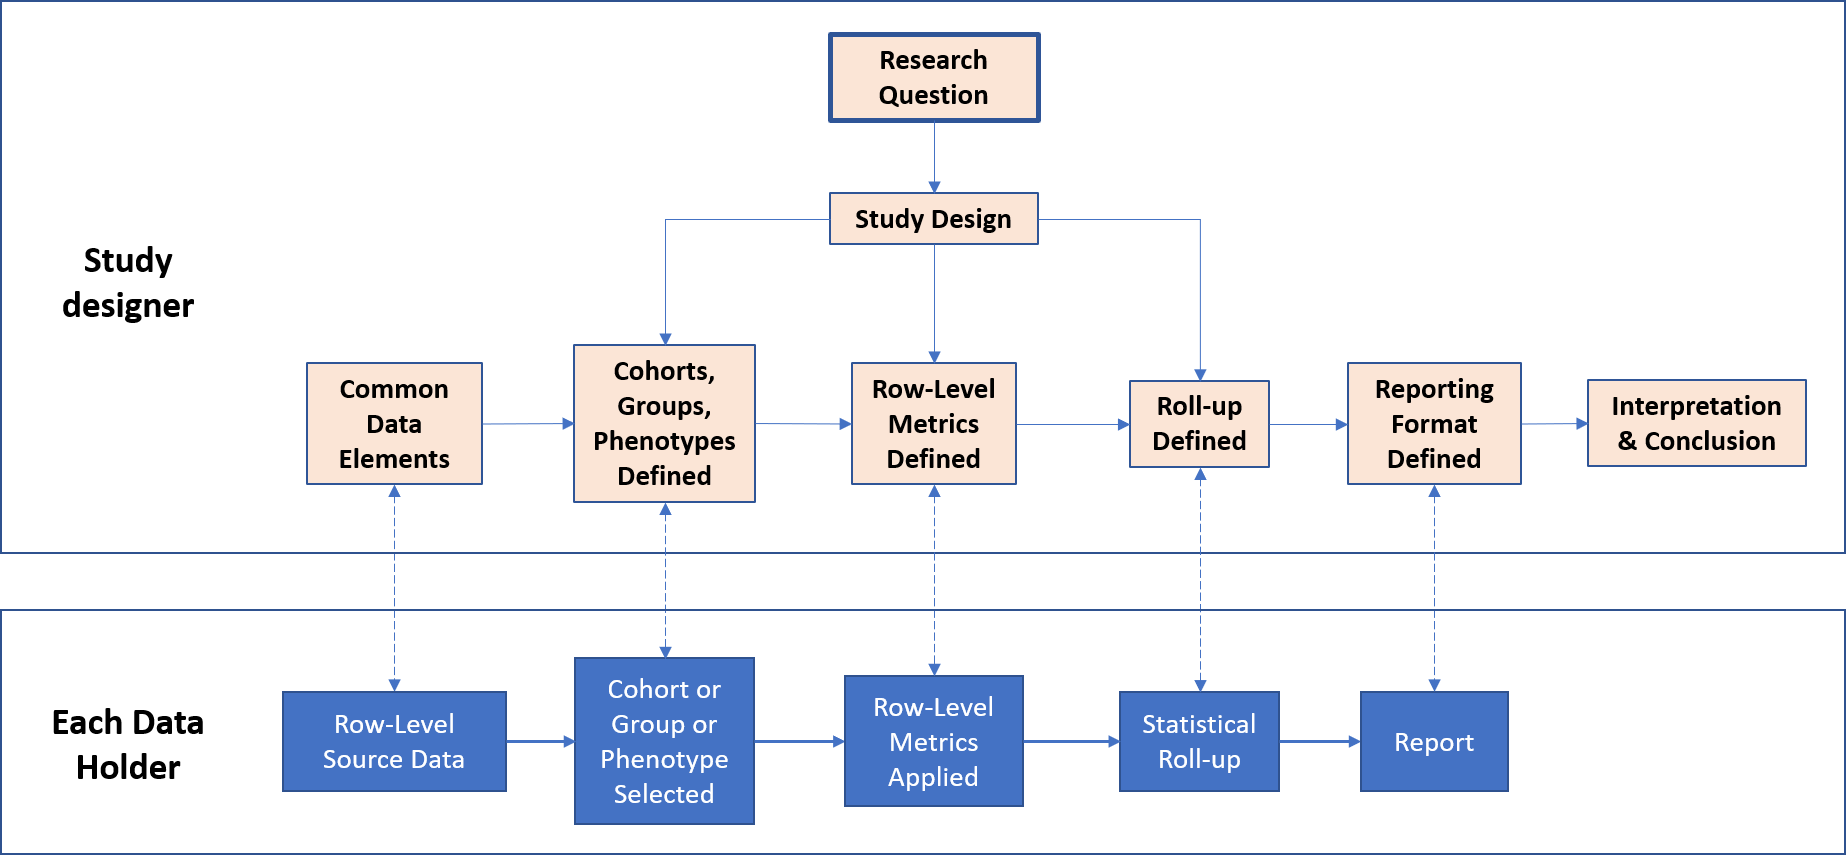 Research
Question
Study Design
Study
designer
Common
Data
Elements
Cohorts,
Groups,
Phenotypes
Defined
Row-Level
Metrics
Defined
Roll-up
Defined
Reporting
Format
Defined
Interpretation
& Conclusion
Each Data
Holder
Row-Level
Source Data
Cohort or
Group or
Phenotype
Selected
Row-Level
Metrics
Applied
Statistical
Roll-up
Report